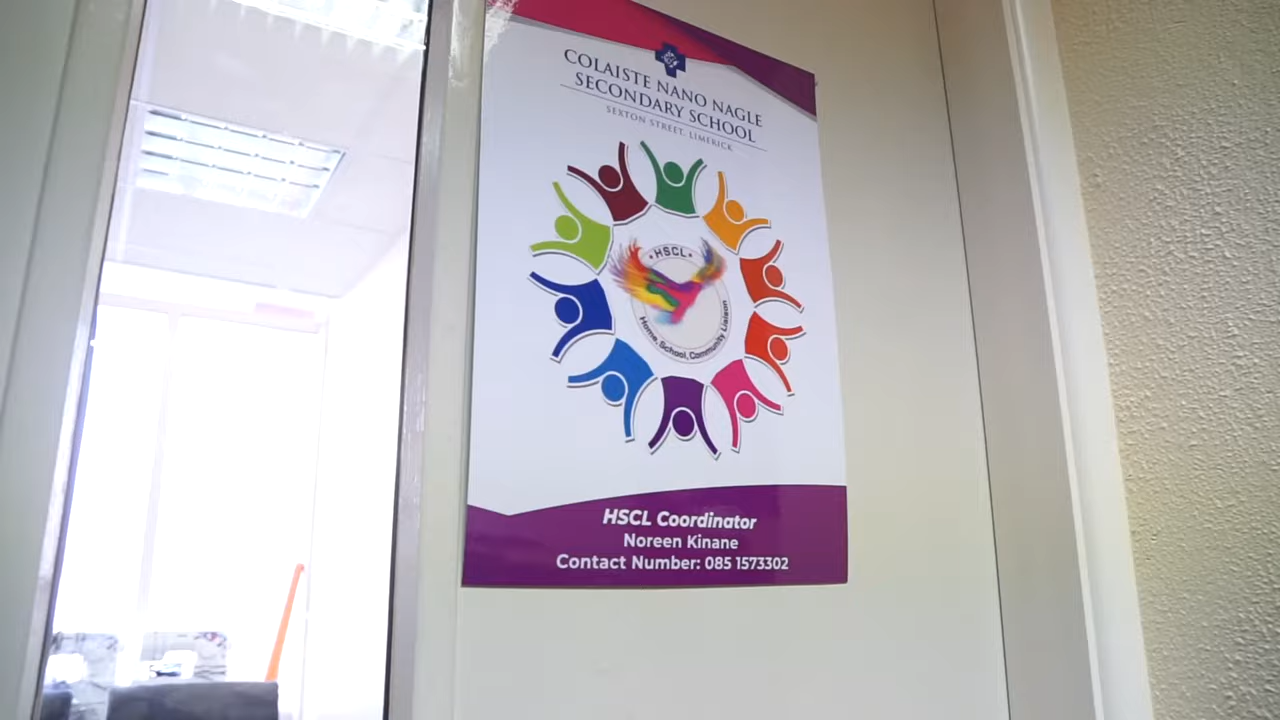 COLAISTE NANO NAGLE
SECONDARY SCHOOL
SEXTON STREET, LIMERICK
HSCL
Home, School, Community Liaison
HSCL Coordinator
Noreen Kinane
Contact Number: 085 1573302